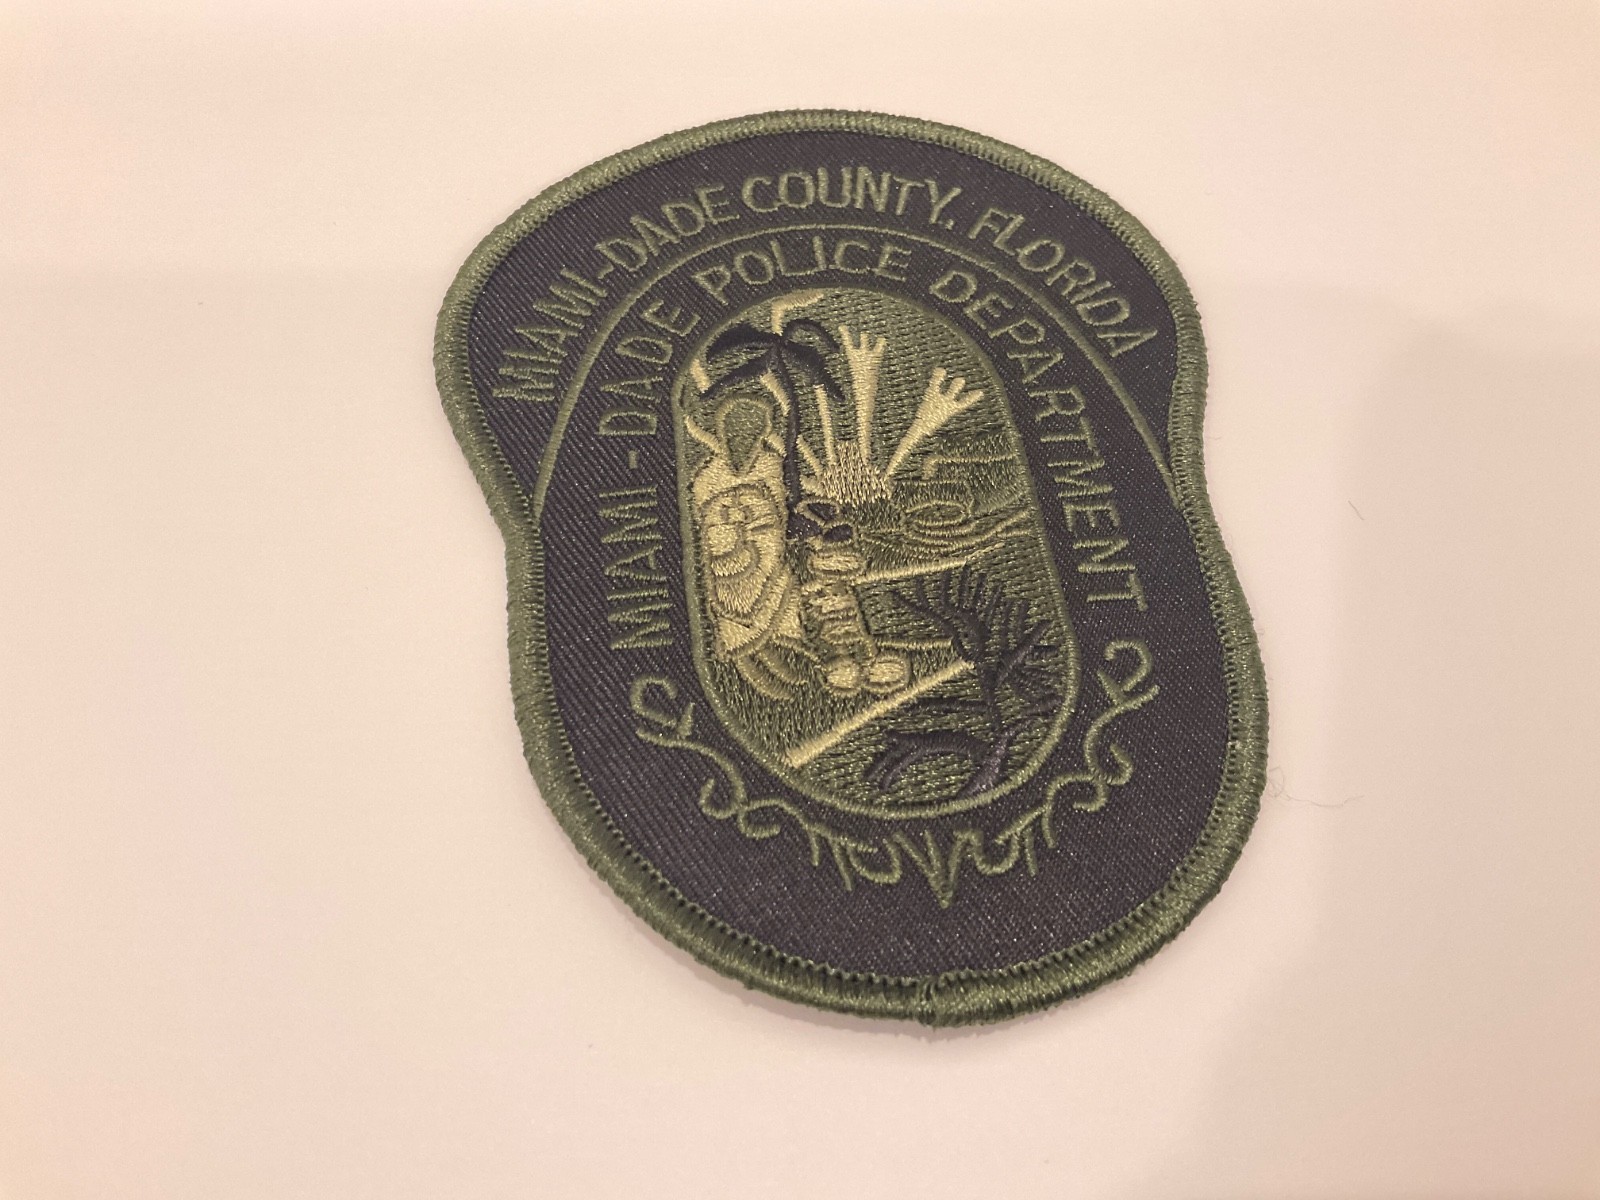 MIAMI-DADE COUNTY, FLORIDA
MIAMI-DADE POLICE DEPARTMENT